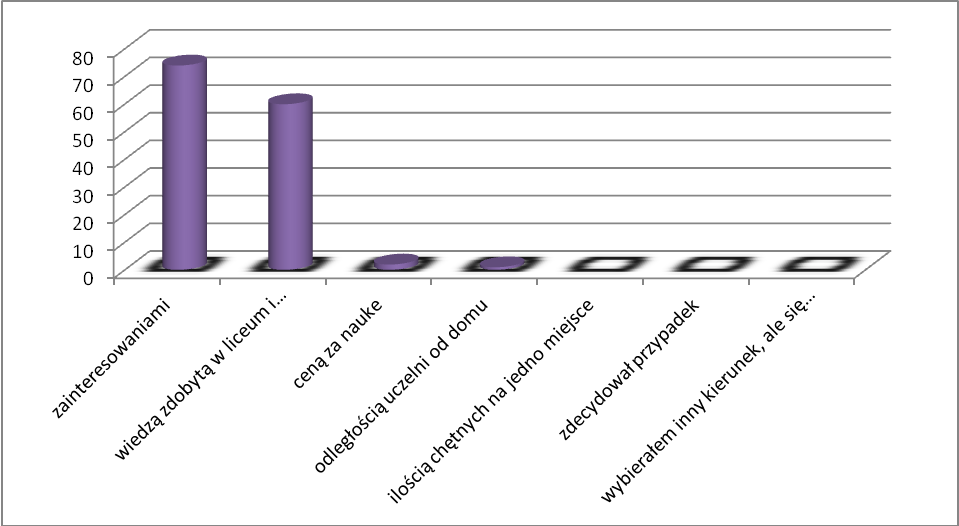 80
70
60
50
40
30
20
10
0
zainteresowaniami
wiedzą zdobytą w liceum i...
ceną za nauke
odległością uczelni od domu
ilością chętnych na jedno miejsce
zdecydował przypadek
wybierałem inny kierunek, ale się...